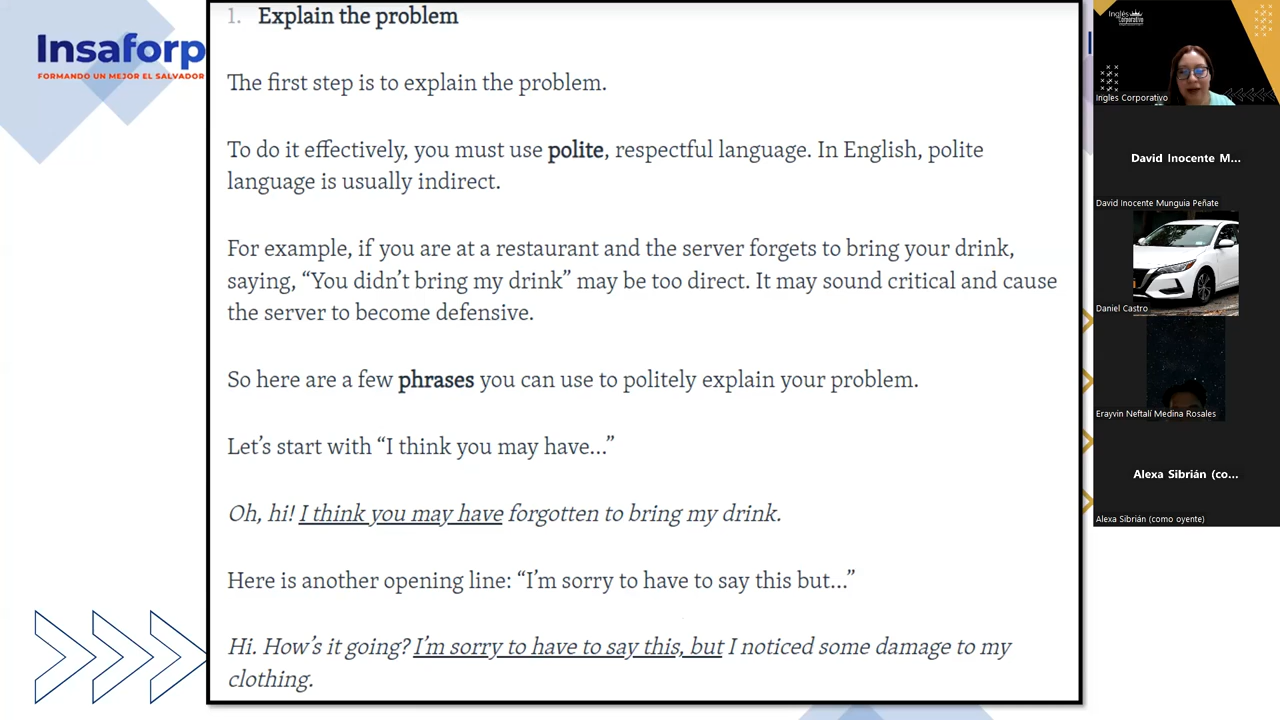 1. Explain the problem
Insaforp
FORMANDO UN MEJOR EL SALVADOR
The first step is to explain the problem.
To do it effectively, you must use polite, respectful language. In English, polite
language is usually indirect.
For example, if you are at a restaurant and the server forgets to bring your drink,
saying, “You didn’t bring my drink” may be too direct. It may sound critical and cause
the server to become defensive.
So here are a few phrases you can use to politely explain your problem.
Let’s start with “I think you may have…”
Oh, hi! I think you may have forgotten to bring my drink.
Here is another opening line: “I’m sorry to have to say this but…”
Hi. How’s it going? I’m sorry to have to say this, but I noticed some damage to my
clothing.
Inglés
Corporativo
Ingles Corporativo
David Inocente M...
David Inocente Munguia Peñate
Daniel Castro
Erayvin Neftalí Medina Rosales
Alexa Sibrián (co...
Alexa Sibrián (como oyente)